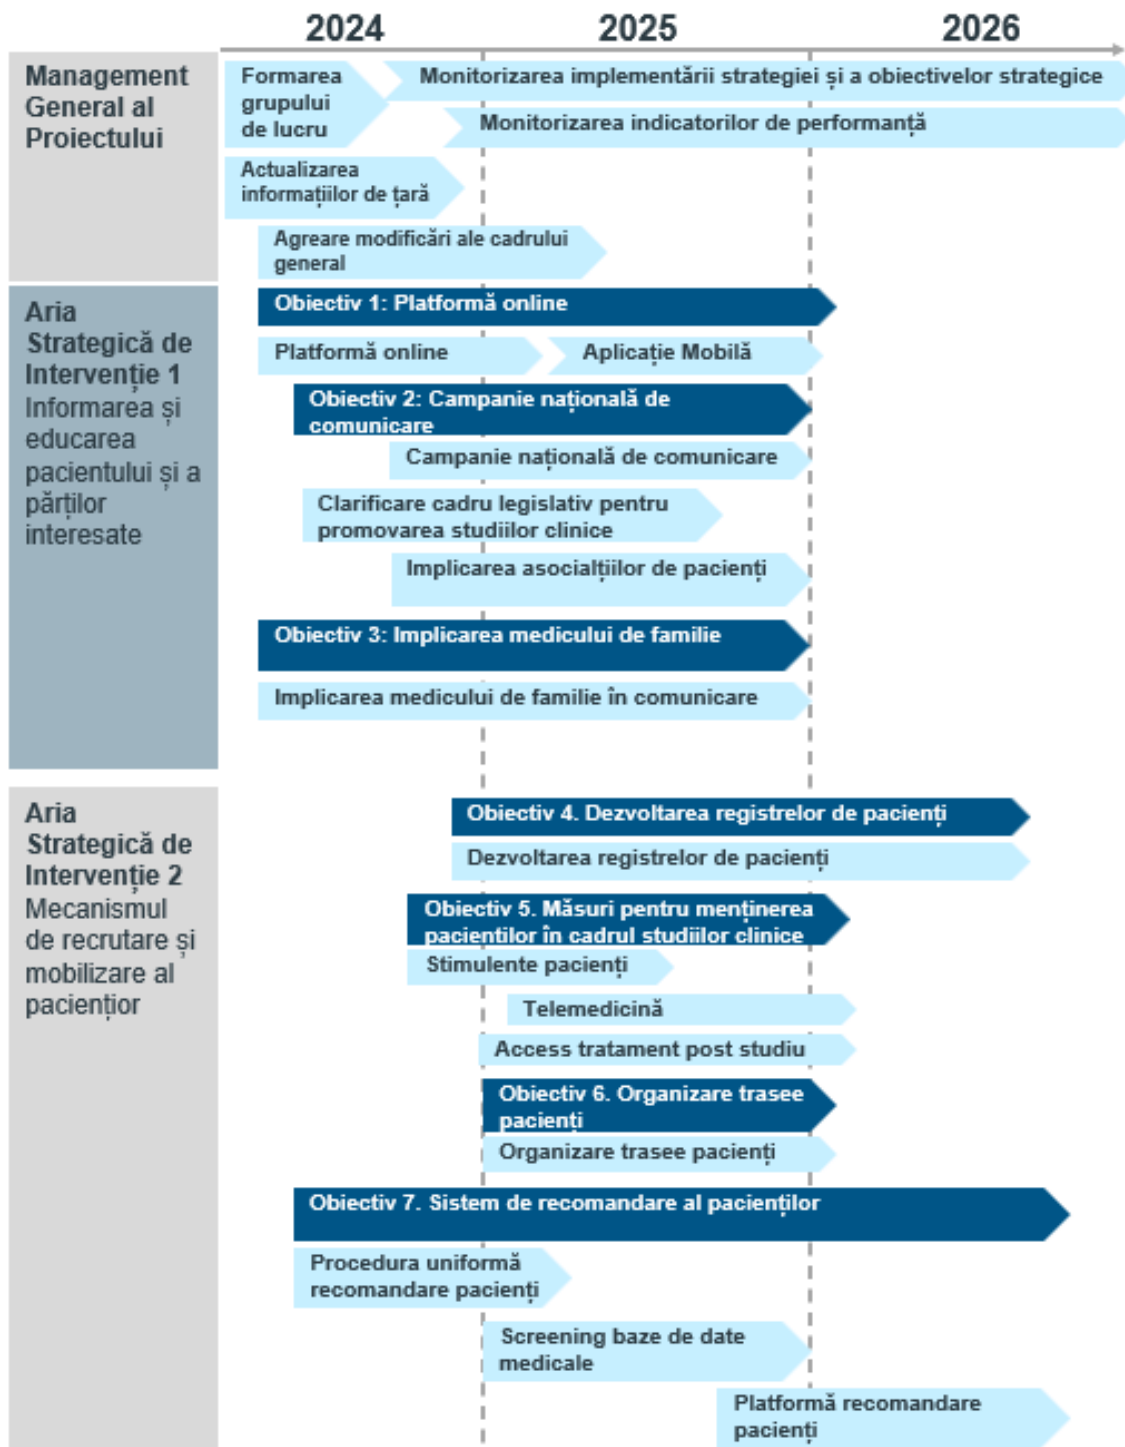 2024 2025 2026
Management
General al
Proiectului
Formarea
grupului
de lucru
Monitorizarea implementării strategiei și a obiectivelor strategice
Monitorizarea indicatorilor de performanță
Actualizarea
informațiilor de țară
Agreare modificări ale cadrului
general
Aria
Strategică de
Intervenție 1
Informarea și
educarea
pacientului și a
părților
interesate
Obiectiv 1: Platformă online
Platformă online
Aplicație Mobilă
Obiectiv 2: Campanie națională de
comunicare
Campanie națională de comunicare
Clarificare cadru legislativ pentru
promovarea studiilor clinice
Implicarea asocialțiilor de pacienți
Obiectiv 3: Implicarea medicului de familie
Implicarea medicului de familie în comunicare
Aria
Strategică de
Intervenție 2
Mecanismul
de recrutare și
mobilizare al
paciențior
Obiectiv 4. Dezvoltarea registrelor de pacienți
Dezvoltarea registrelor de pacienți
Obiectiv 5. Măsuri pentru menținerea
pacientilor în cadrul studiilor clinice
Stimulente pacienți
Telemedicină
Access tratament post studiu
Obiectiv 6. Organizare trasee
pacienți
Organizare trasee pacienți
Obiectiv 7. Sistem de recomandare al pacienților
Procedura uniformă
recomandare pacienți
Screening baze de date
medicale
Platformă recomandare
pacienți